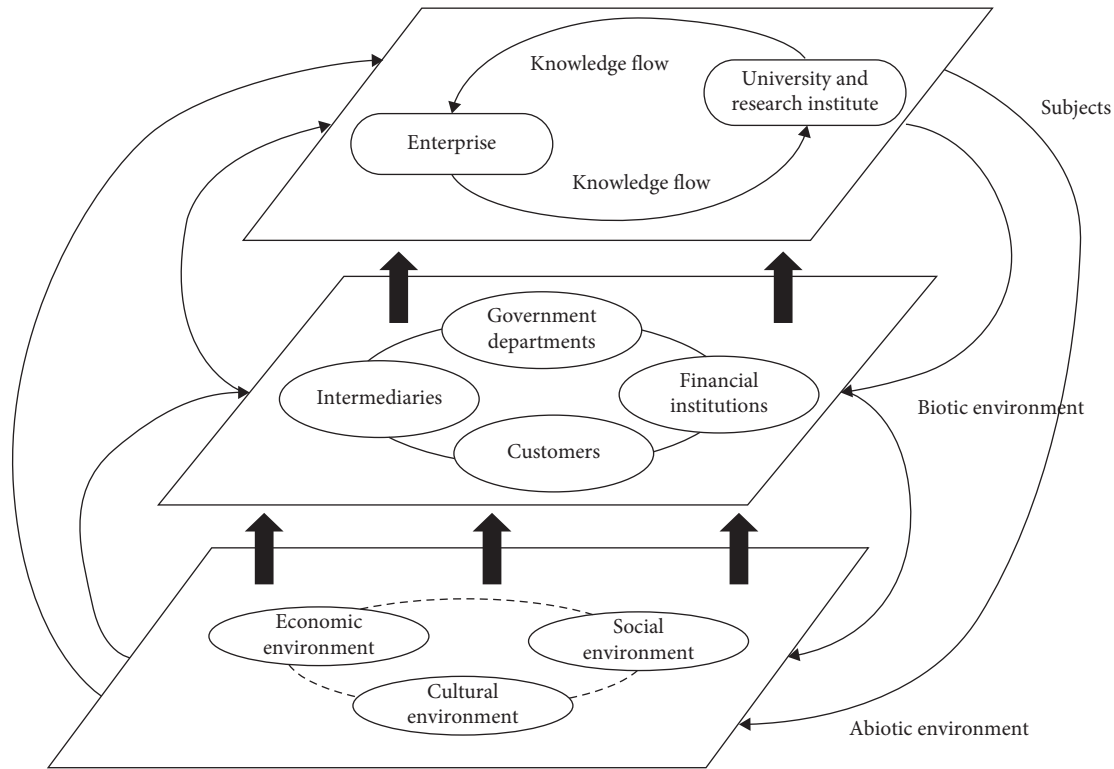 Knowledge flow
University and
research institute
Subjects
Enterprise
Knowledge flow
Government
departments
Intermediaries
Financial
institutions
Biotic environment
Customers
Economic
environment
Social
environment
Cultural
environment
Abiotic environment